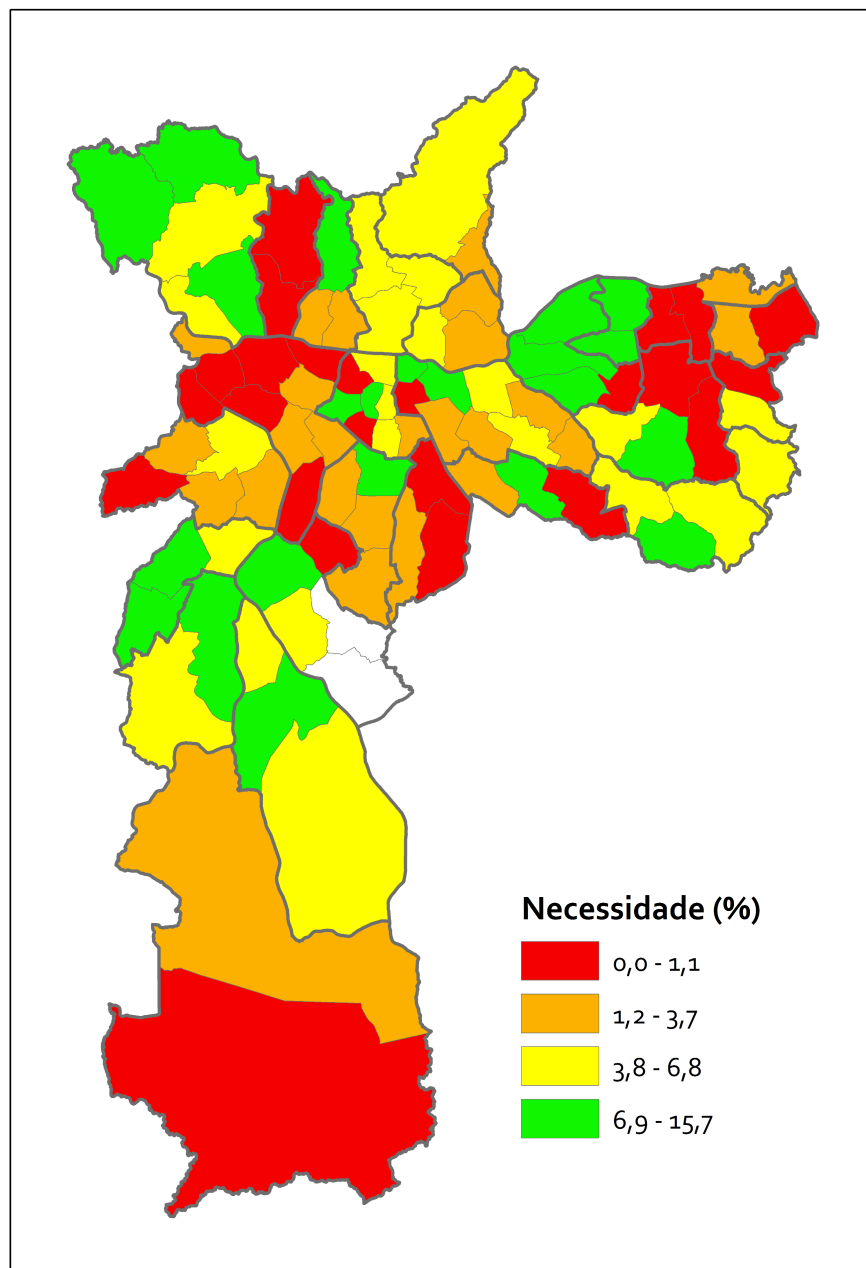 Necessidade (%)
0,0 - 1,1
1,2 - 3,7
3,8 - 6,8
6,9 - 15,7